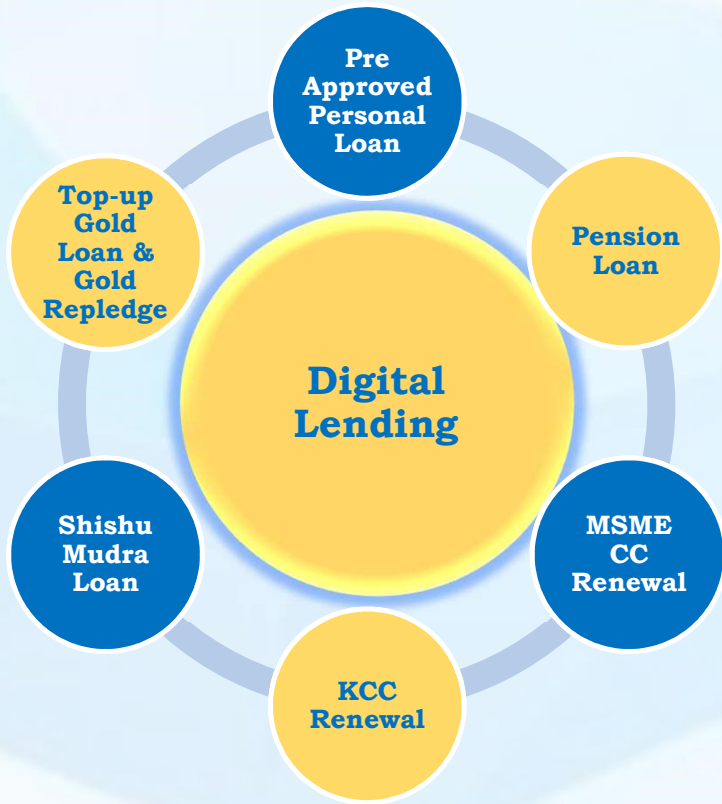 Pre
Approved
Personal
Loan
Top-up
Gold
Loan &
Gold
Repledge
Pension
Loan
Digital
Lending
Shishu
Mudra
Loan
MSME
CC
Renewal
KCC
Renewal